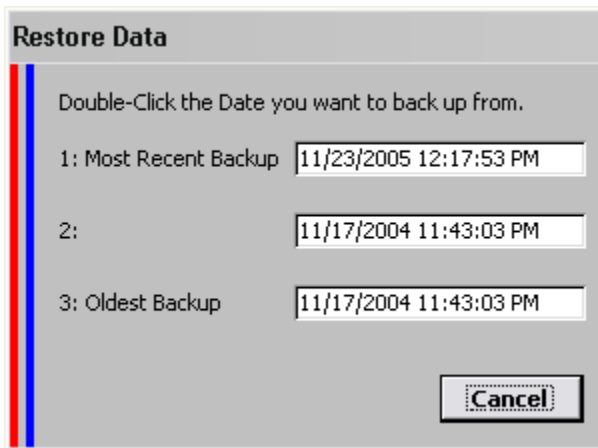 Restore Data
Double-Click the Date you want to back up from.
1: Most Recent Backup 11/23/2005 12:17:53 PM
2: 11/17/2004 11:43:03 PM
3: Oldest Backup 11/17/2004 11:43:03 PM
Cancel